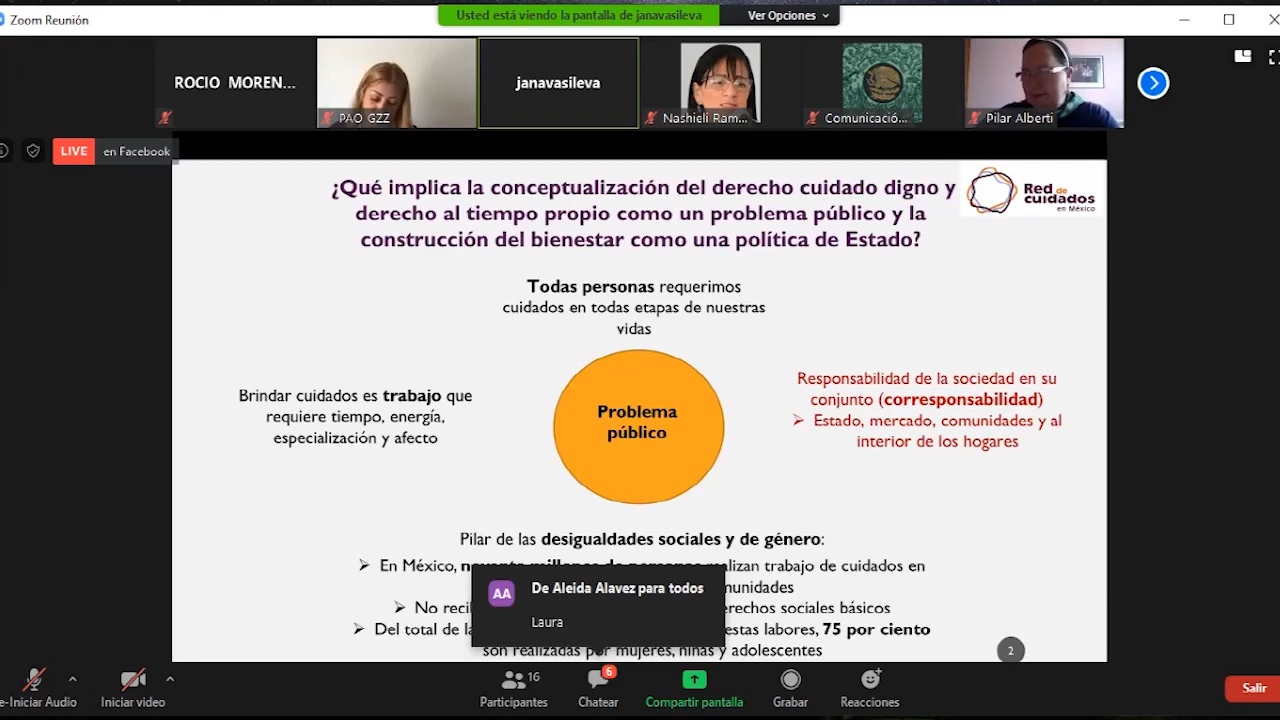 Zoom Reunión
Usted está viendo la pantalla de janavasileva
Ver Opciones
ROCIO MOREN...
PAO GZZ
janavasileva
Nashieli Ram...
Comunicació...
Pilar Alberti
LIVE en Facebook
¿Qué implica la conceptualización del derecho cuidado digno y
derecho al tiempo propio como un problema público y la
construcción del bienestar como una política de Estado?
Red de
cuidados
en México
Todas personas requerimos
cuidados en todas etapas de nuestras
vidas
Brindar cuidados es trabajo que
requiere tiempo, energía,
especialización y afecto
Problema
público
Responsabilidad de la sociedad en su
conjunto (corresponsabilidad)
➢ Estado, mercado, comunidades y al
interior de los hogares
Pilar de las desigualdades sociales y de género:
➢ En México, noventa millones de personas realizan trabajo de cuidados en
➢ No
derechos sociales básicos
➢ Del total de
estas labores, 75 por ciento
son realizadas por mujeres, niñas y adolescentes
AA
De Aleida Alavez para todos
Laura
2
e-Iniciar Audio
Iniciar video
16
Participantes
6
Chatear
Compartir pantalla
Grabar
Reacciones
Salir